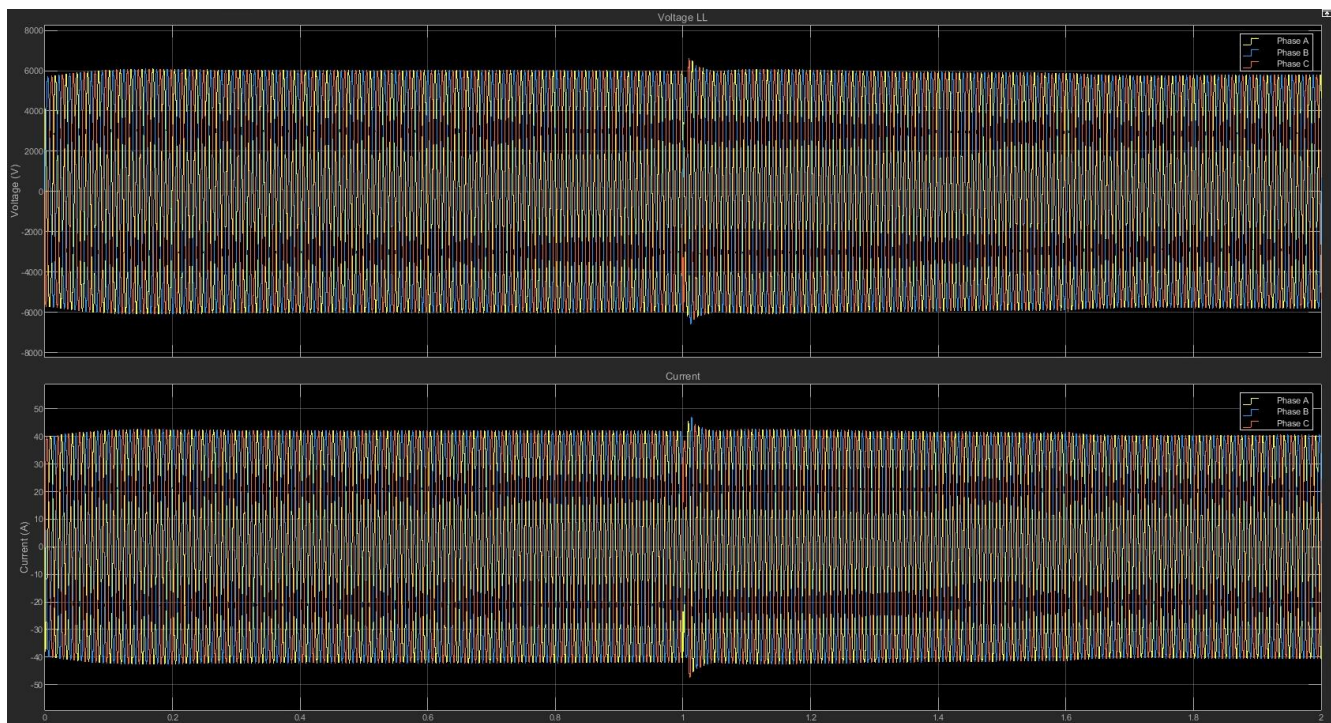 Voltage LL
8000
6000
4000
2000
0
-2000
-4000
-6000
-8000
Voltage (V)
Phase A
Phase B
Phase C
Current
50
40
30
20
10
0
-10
-20
-30
-40
-50
Current (A)
Phase A
Phase B
Phase C
0 0.2 0.4 0.6 0.8 1 1.2 1.4 1.6 1.8 2